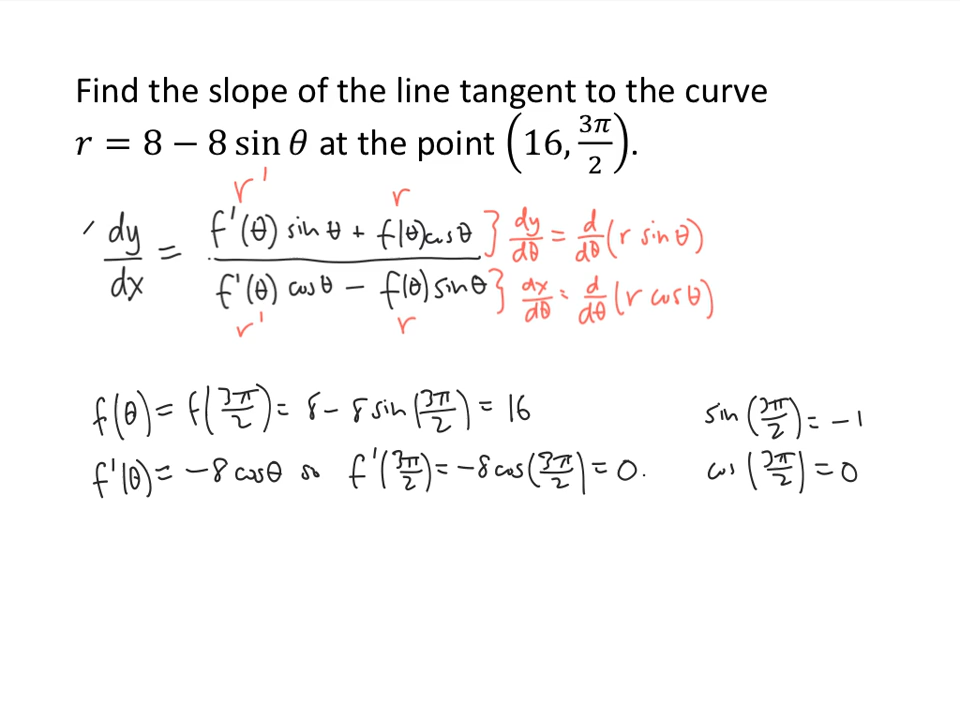 Find the slope of the line tangent to the curve
r = 8 − 8 sin θ at the point (16, 3π/2).
r' r
dy/dx = (f'(θ) sin θ + f(θ) cos θ)/(f'(θ) cos θ − f(θ) sin θ) } dy/dθ = d/dθ (r sin θ) } dx/dθ = d/dθ (r cos θ)
r' r
f(θ) = f(3π/2) = 8 − 8 sin(3π/2) = 16 sin(3π/2) = −1
f'(θ) = −8 cos θ so f'(3π/2) = −8 cos(3π/2) = 0. cos(3π/2) = 0